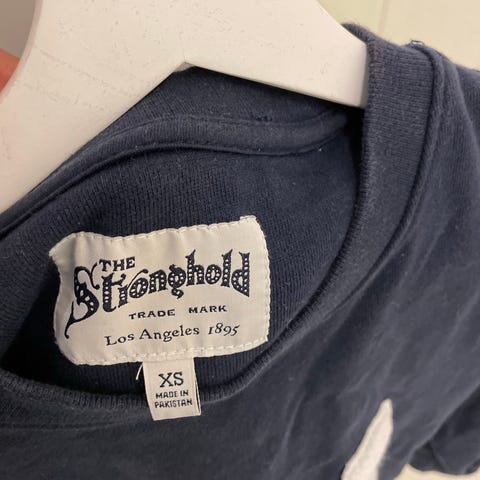 THE
Stronghold
TRADE MARK
Los Angeles 1895
XS
MADE IN
PAKISTAN